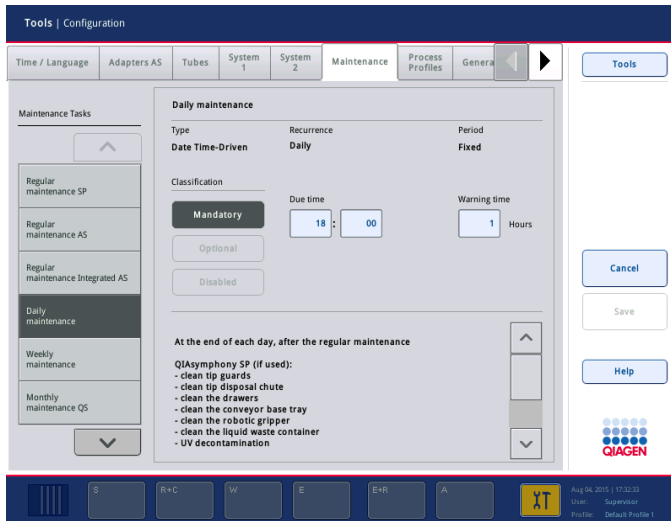 Tools | Configuration
Time / Language
Adapters AS
Tubes
System
1
System
2
Maintenance
Process
Profiles
Genera
Tools
Maintenance Tasks
Regular
maintenance SP
Regular
maintenance AS
Regular
maintenance Integrated AS
Daily
maintenance
Weekly
maintenance
Monthly
maintenance QS
Daily maintenance
Type
Recurrence
Period
Date Time-Driven
Daily
Fixed
Classification
Due time
Warning time
Mandatory
18 : 00
1 Hours
Optional
Disabled
At the end of each day, after the regular maintenance
QIAsymphony SP (if used):
- clean tip guards
- clean tip disposal chute
- clean the drawers
- clean the conveyor base tray
- clean the robotic gripper
- clean the liquid waste container
- UV decontamination
Cancel
Save
Help
QIAGEN
S
R+C
W
E
E+R
A
Aug 04, 2015 | 17:32:33
User: Supervisor
Profile: Default Profile 1